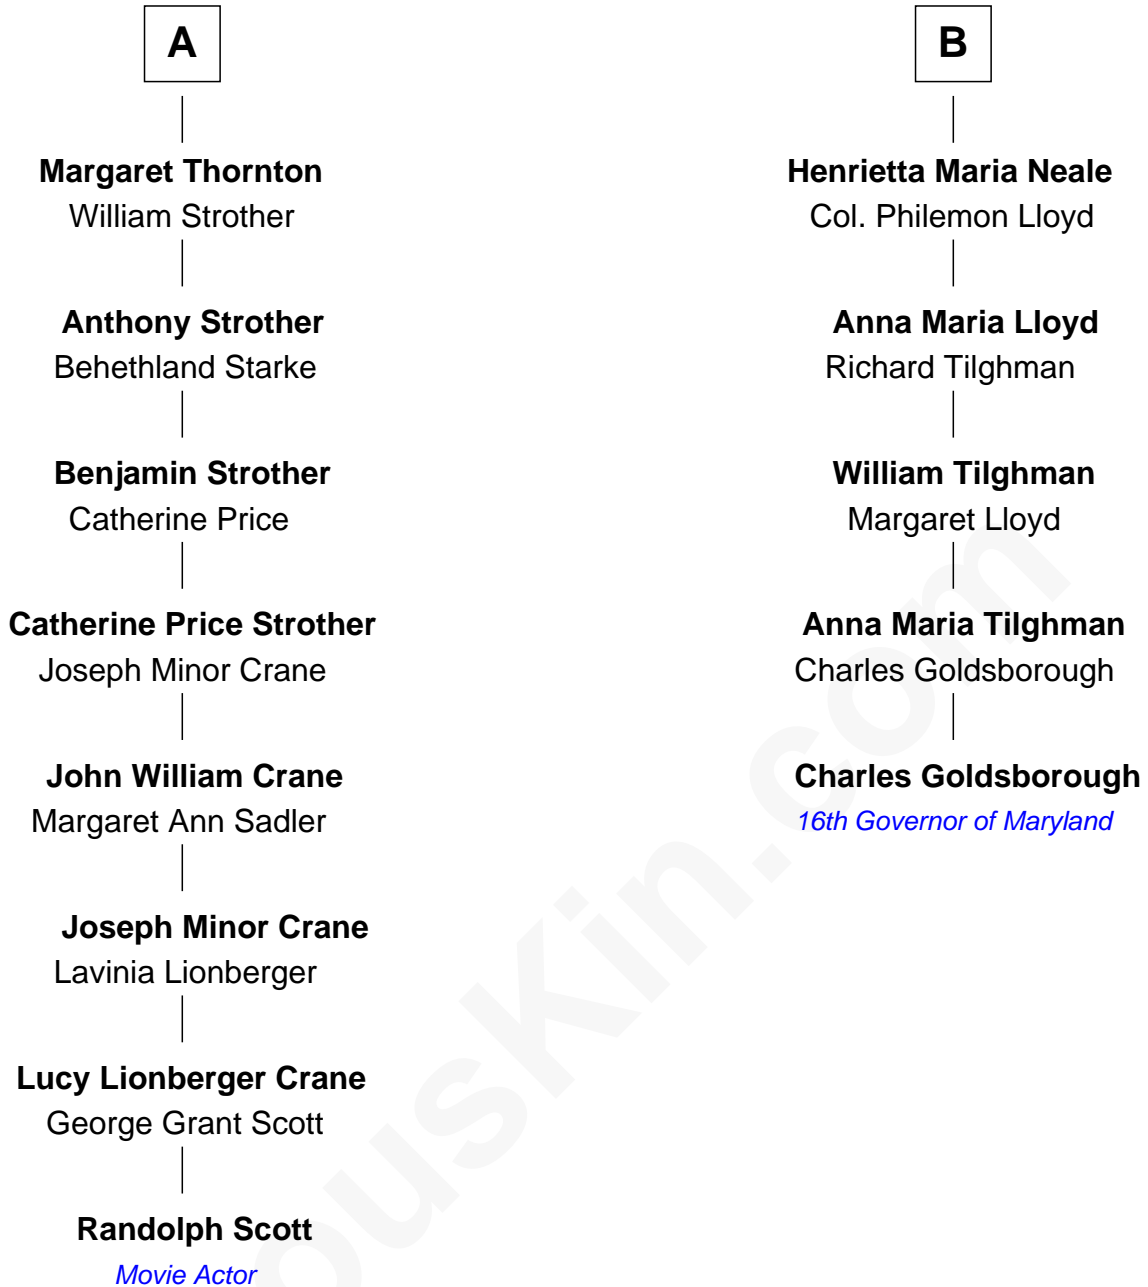 A
Margaret Thornton
William Strother
Anthony Strother
Behethland Starke
Benjamin Strother
Catherine Price
Catherine Price Strother
Joseph Minor Crane
John William Crane
Margaret Ann Sadler
Joseph Minor Crane
Lavinia Lionberger
Lucy Lionberger Crane
George Grant Scott
Randolph Scott
Movie Actor
B
Henrietta Maria Neale
Col. Philemon Lloyd
Anna Maria Lloyd
Richard Tilghman
William Tilghman
Margaret Lloyd
Anna Maria Tilghman
Charles Goldsborough
Charles Goldsborough
16th Governor of Maryland
ousKin.com